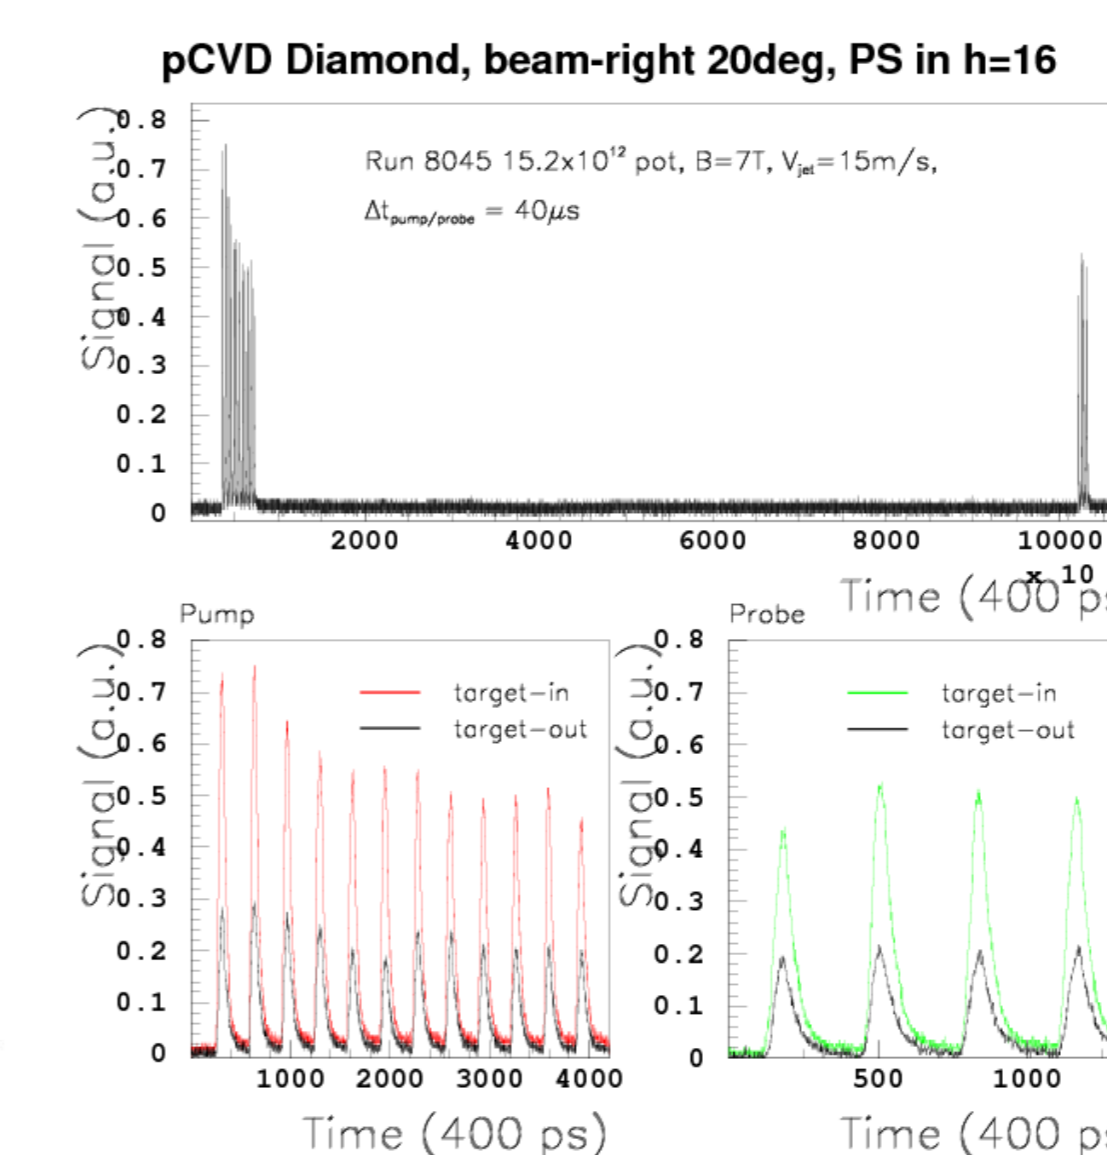 pCVD Diamond, beam-right 20deg, PS in h=16
Signal (a.u.)
0.8
0.7
0.6
0.5
0.4
0.3
0.2
0.1
0
Run 8045 15.2x10¹² pot, B=7T, Vjet=15m/s,
Δtpump/probe = 40μs
2000 4000 6000 8000 10000
x 10
Time (400 ps
Pump
Signal (a.u.)
0.8
0.7
0.6
0.5
0.4
0.3
0.2
0.1
0
target-in
target-out
1000 2000 3000 4000
Time (400 ps)
Probe
Signal (a.u.)
0.8
0.7
0.6
0.5
0.4
0.3
0.2
0.1
0
target-in
target-out
500 1000
Time (400 ps